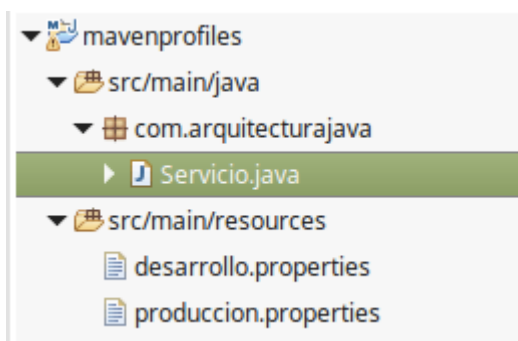 mavenprofiles
src/main/java
com.arquitecturajava
Servicio.java
src/main/resources
desarrollo.properties
produccion.properties